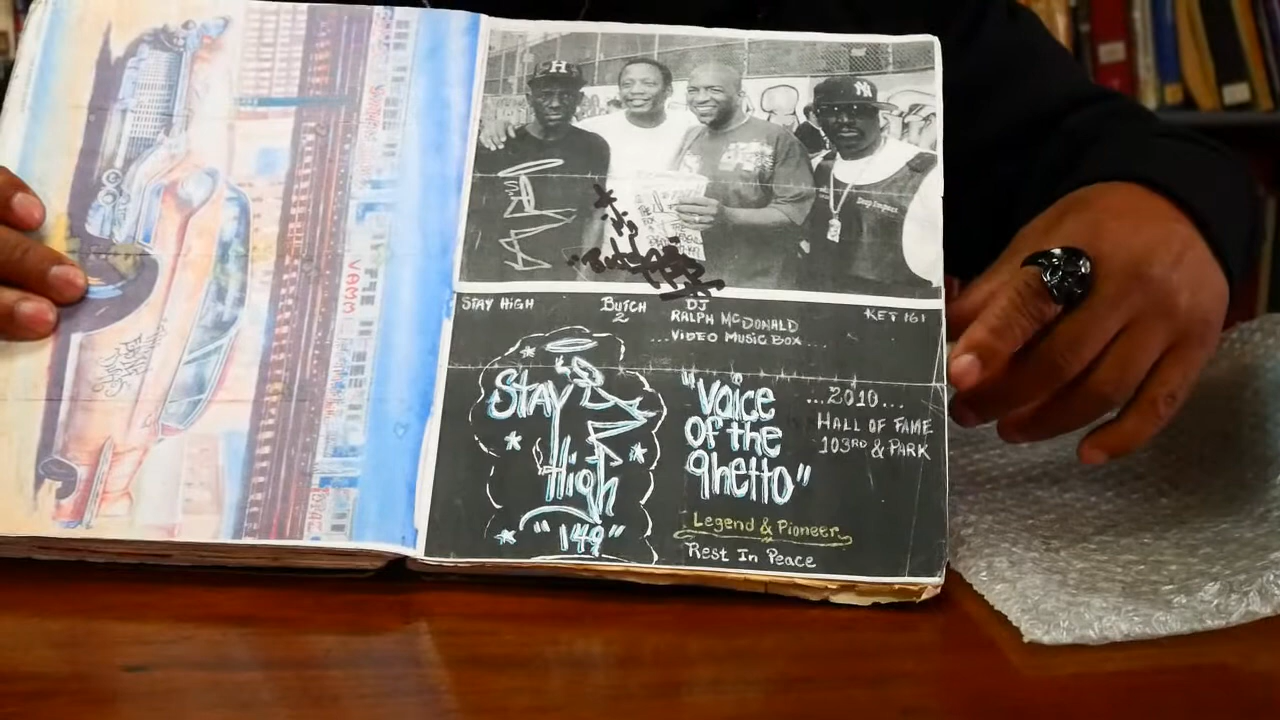 H
NY
STAY HIGH
BUTCH
2
DJ
RALPH MCDONALD
...VIDEO MUSIC BOX....
KET 161
Stay
High
"149"
"Voice
of the
ghetto"
...2010...
HALL OF FAME
103RD & PARK
Legend & Pioneer
Rest In Peace